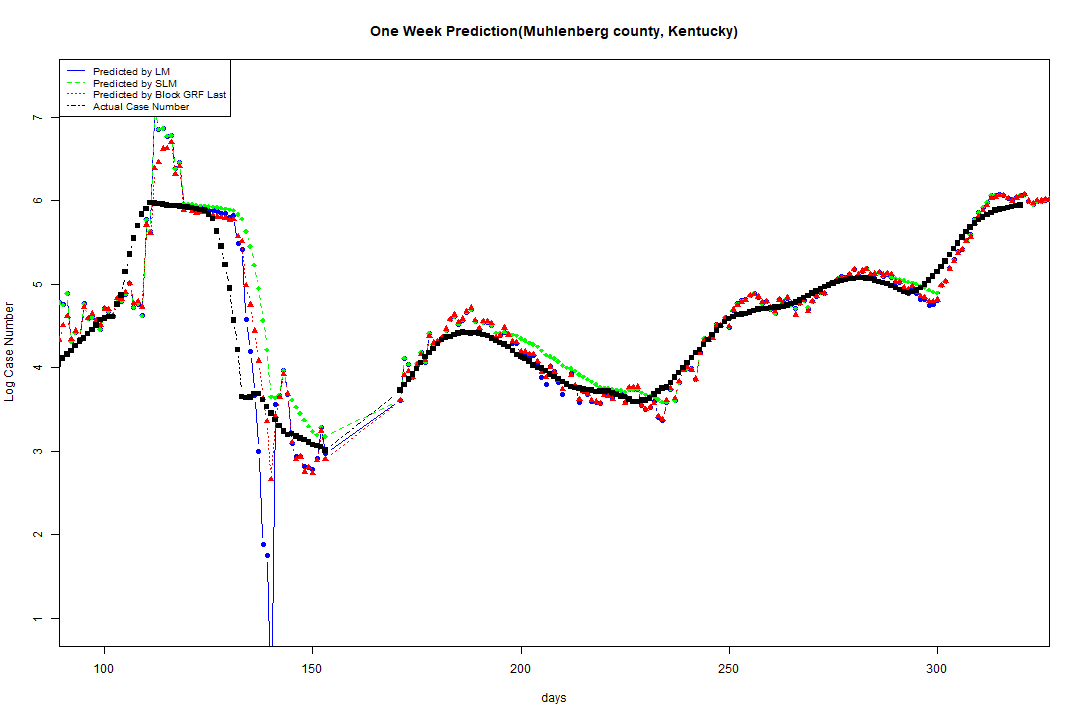 One Week Prediction(Muhlenberg county, Kentucky)
Predicted by LM
Predicted by SLM
Predicted by Block GRF Last
Actual Case Number
Log Case Number
7
6
5
4
3
2
1
100 150 200 250 300
days